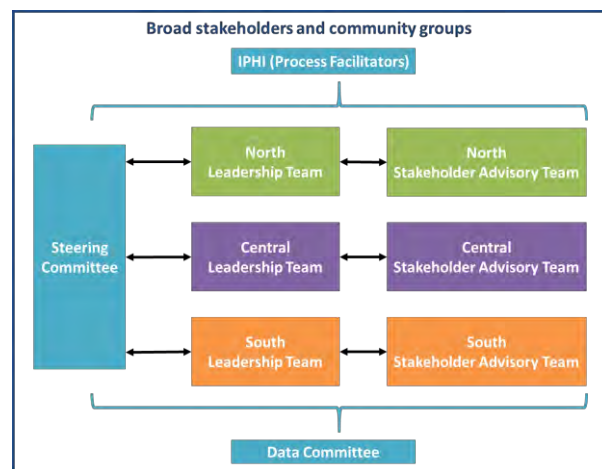 Broad stakeholders and community groups
IPHI (Process Facilitators)
North
Leadership Team
North
Stakeholder Advisory Team
Steering
Committee
Central
Leadership Team
Central
Stakeholder Advisory Team
South
Leadership Team
South
Stakeholder Advisory Team
Data Committee